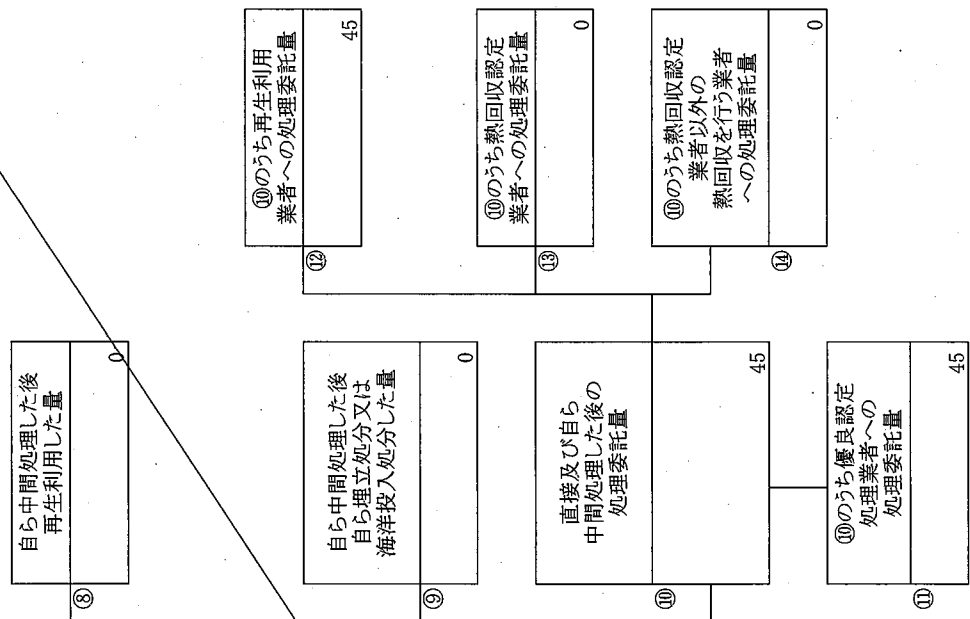 ⑧
自ら中間処理した後
再生利用した量
0
⑨
自ら中間処理した後
自ら埋立処分又は
海洋投入処分した量
0
⑩
直接及び自ら
中間処理した後の
処理委託量
45
⑪
⑩のうち優良認定
処理業者への
処理委託量
45
⑫
⑩のうち再生利用
業者への処理委託量
45
⑬
⑩のうち熱回収認定
業者への処理委託量
0
⑭
⑩のうち熱回収認定
業者以外の
熱回収を行う業者
への処理委託量
0